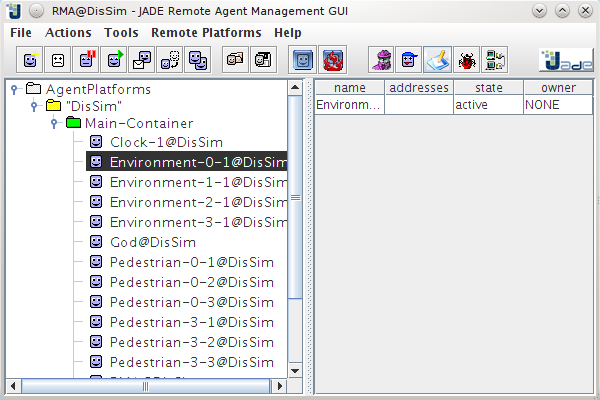 RMA@DisSim - JADE Remote Agent Management GUI
File Actions Tools Remote Platforms Help
Jade
AgentPlatforms
"DisSim"
Main-Container
Clock-1@DisSim
Environment-0-1@DisSim
Environment-1-1@DisSim
Environment-2-1@DisSim
Environment-3-1@DisSim
God@DisSim
Pedestrian-0-1@DisSim
Pedestrian-0-2@DisSim
Pedestrian-0-3@DisSim
Pedestrian-3-1@DisSim
Pedestrian-3-2@DisSim
Pedestrian-3-3@DisSim
name addresses state owner
Environm... active NONE